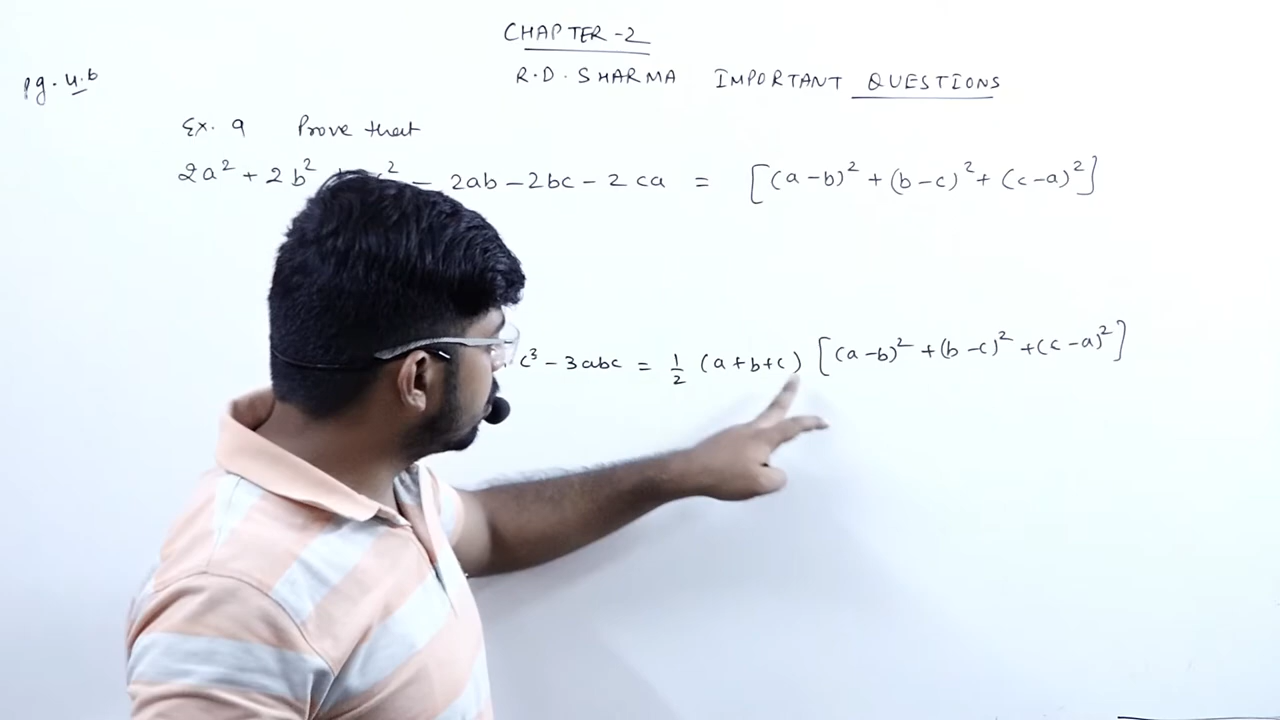 CHAPTER-2
R.D. SHARMA IMPORTANT QUESTIONS
pg. 4.6
Ex. 9 Prove that
2a² + 2b² + c² - 2ab - 2bc - 2ca = [(a-b)² + (b-c)² + (c-a)²]
c³ - 3abc = 1/2 (a+b+c) [(a-b)² + (b-c)² + (c-a)²]